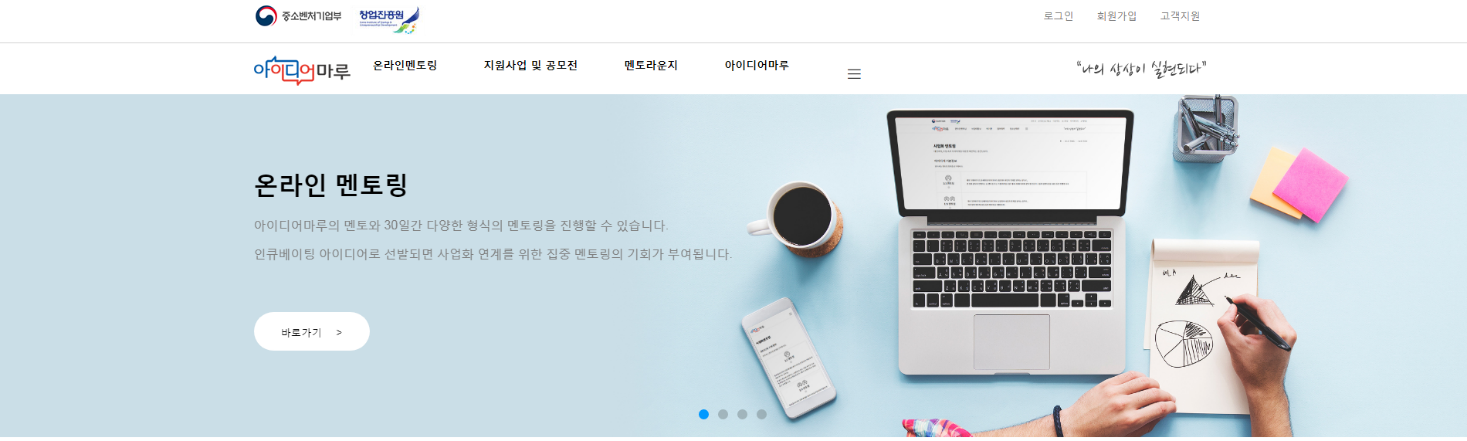 중소벤처기업부 창업진흥원 로그인 회원가입 고객지원
아이디어마루 온라인멘토링 지원사업 및 공모전 멘토라운지 아이디어마루 "나의 상상이 실현되다"
온라인 멘토링
아이디어마루의 멘토와 30일간 다양한 형식의 멘토링을 진행할 수 있습니다.
인큐베이팅 아이디어로 선발되면 사업화 연계를 위한 집중 멘토링의 기회가 부여됩니다.
바로가기 >